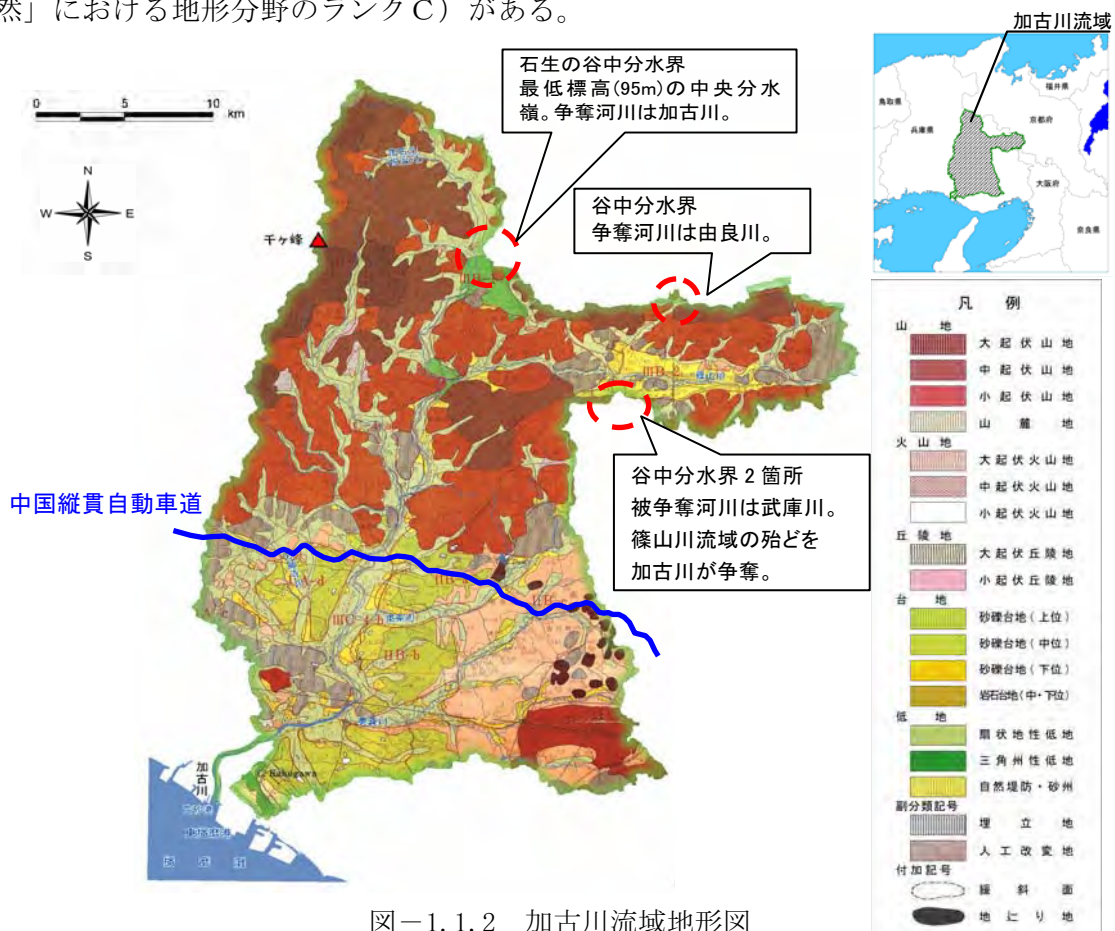 然」における地形分野のランクC）がある。
加古川流域
石生の谷中分水界
最低標高(95m)の中央分水
嶺。争奪河川は加古川。
谷中分水界
争奪河川は由良川。
0 5 10 km
N
W E
S
千ヶ峰
鳥取県
兵庫県
福井県
京都府
大阪府
奈良県
ⅢB-2
篠山川
谷中分水界2箇所
被争奪河川は武庫川。
篠山川流域の殆どを
加古川が争奪。
中国縦貫自動車道
ⅡB-b
加古川
Kakogawa
東播磨港
播磨灘
凡例
山地
大起伏山地
中起伏山地
小起伏山地
山麓地
火山地
大起伏火山地
中起伏火山地
小起伏火山地
丘陵地
大起伏丘陵地
小起伏丘陵地
台地
砂礫台地(上位)
砂礫台地(中位)
砂礫台地(下位)
岩石台地(中・下位)
低地
扇状地性低地
三角州性低地
自然堤防・砂州
副分類記号
埋立地
人工改変地
付加記号
緩斜面
地にり地
図－1.1.2 加古川流域地形図